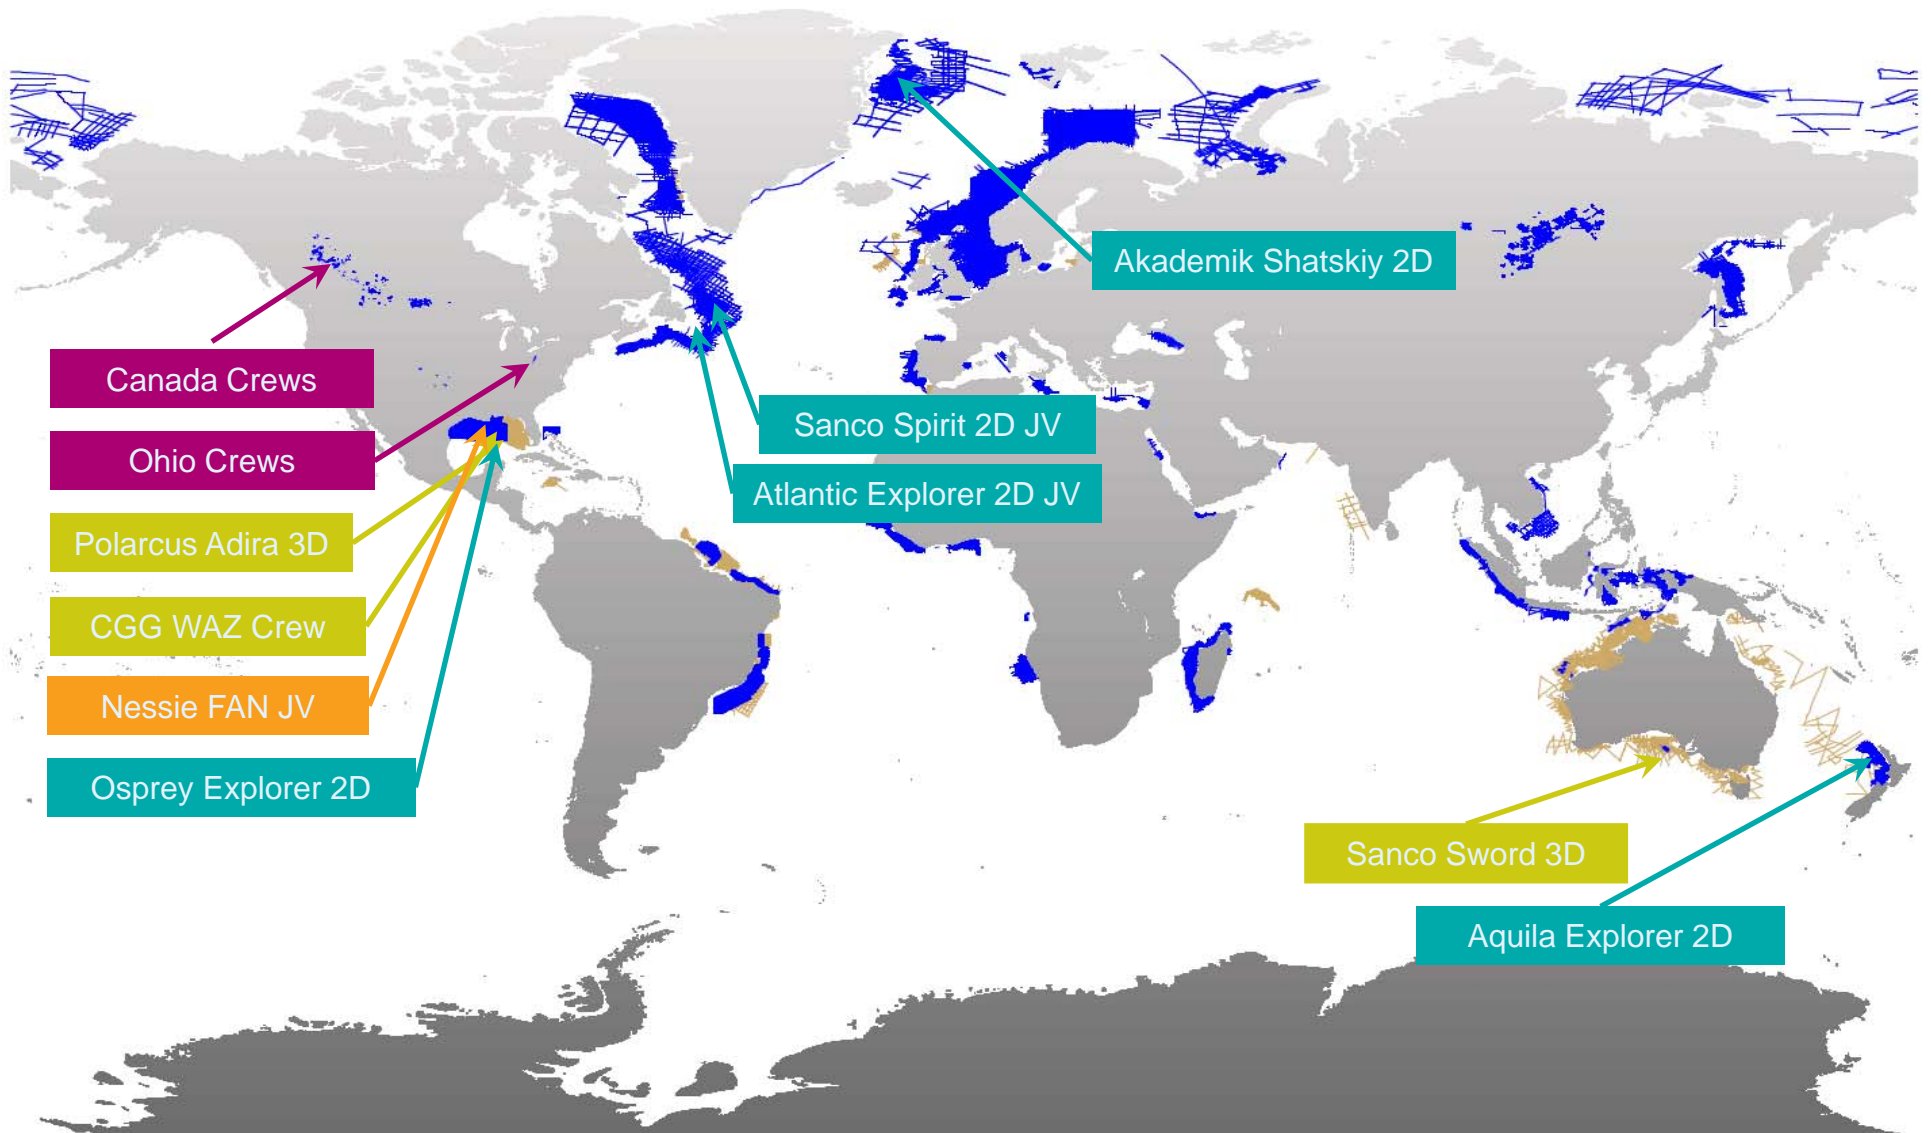 Akademik Shatskiy 2D
Canada Crews
Sanco Spirit 2D JV
Ohio Crews
Atlantic Explorer 2D JV
Polarcus Adira 3D
CGG WAZ Crew
Nessie FAN JV
Osprey Explorer 2D
Sanco Sword 3D
Aquila Explorer 2D